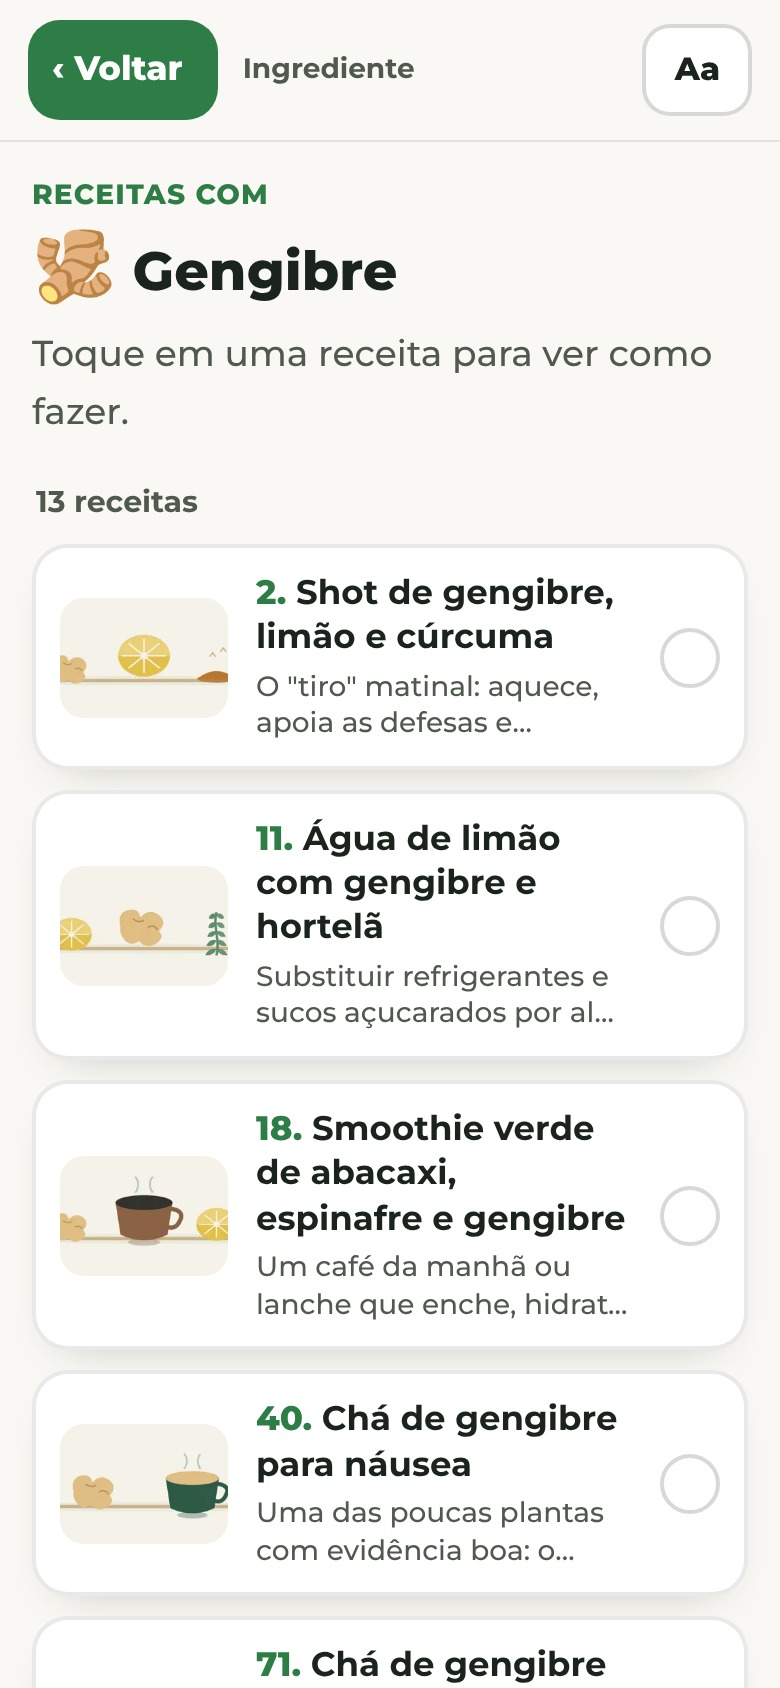 ‹ Voltar
Ingrediente
Aa
RECEITAS COM
Gengibre
Toque em uma receita para ver como
fazer.
13 receitas
2. Shot de gengibre,
limão e cúrcuma
O "tiro" matinal: aquece,
apoia as defesas e...
11. Água de limão
com gengibre e
hortelã
Substituir refrigerantes e
sucos açucarados por al...
18. Smoothie verde
de abacaxi,
espinafre e gengibre
Um café da manhã ou
lanche que enche, hidrat...
40. Chá de gengibre
para náusea
Uma das poucas plantas
com evidência boa: o...
71. Chá de gengibre